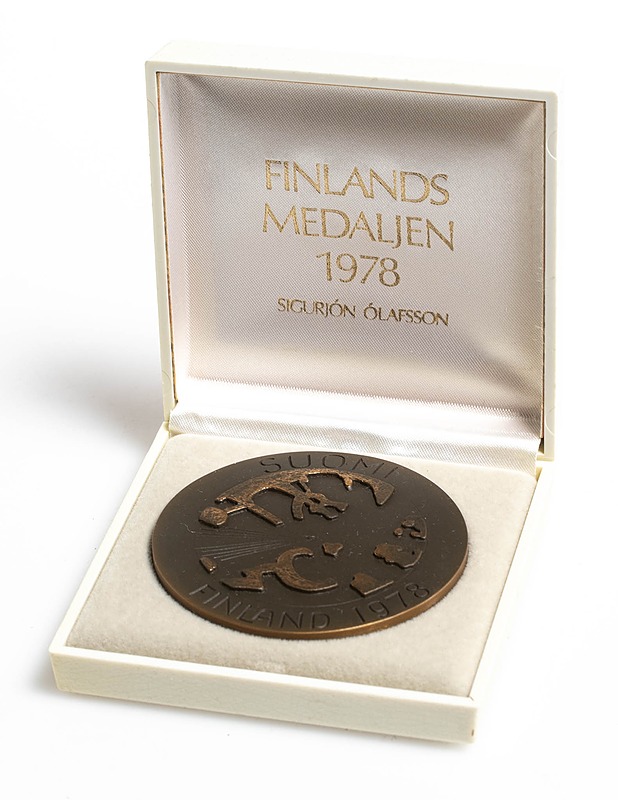 FINLANDS
MEDALJEN
1978
SIGURJÓN ÓLAFSSON
SUOMI
FINLAND 1978